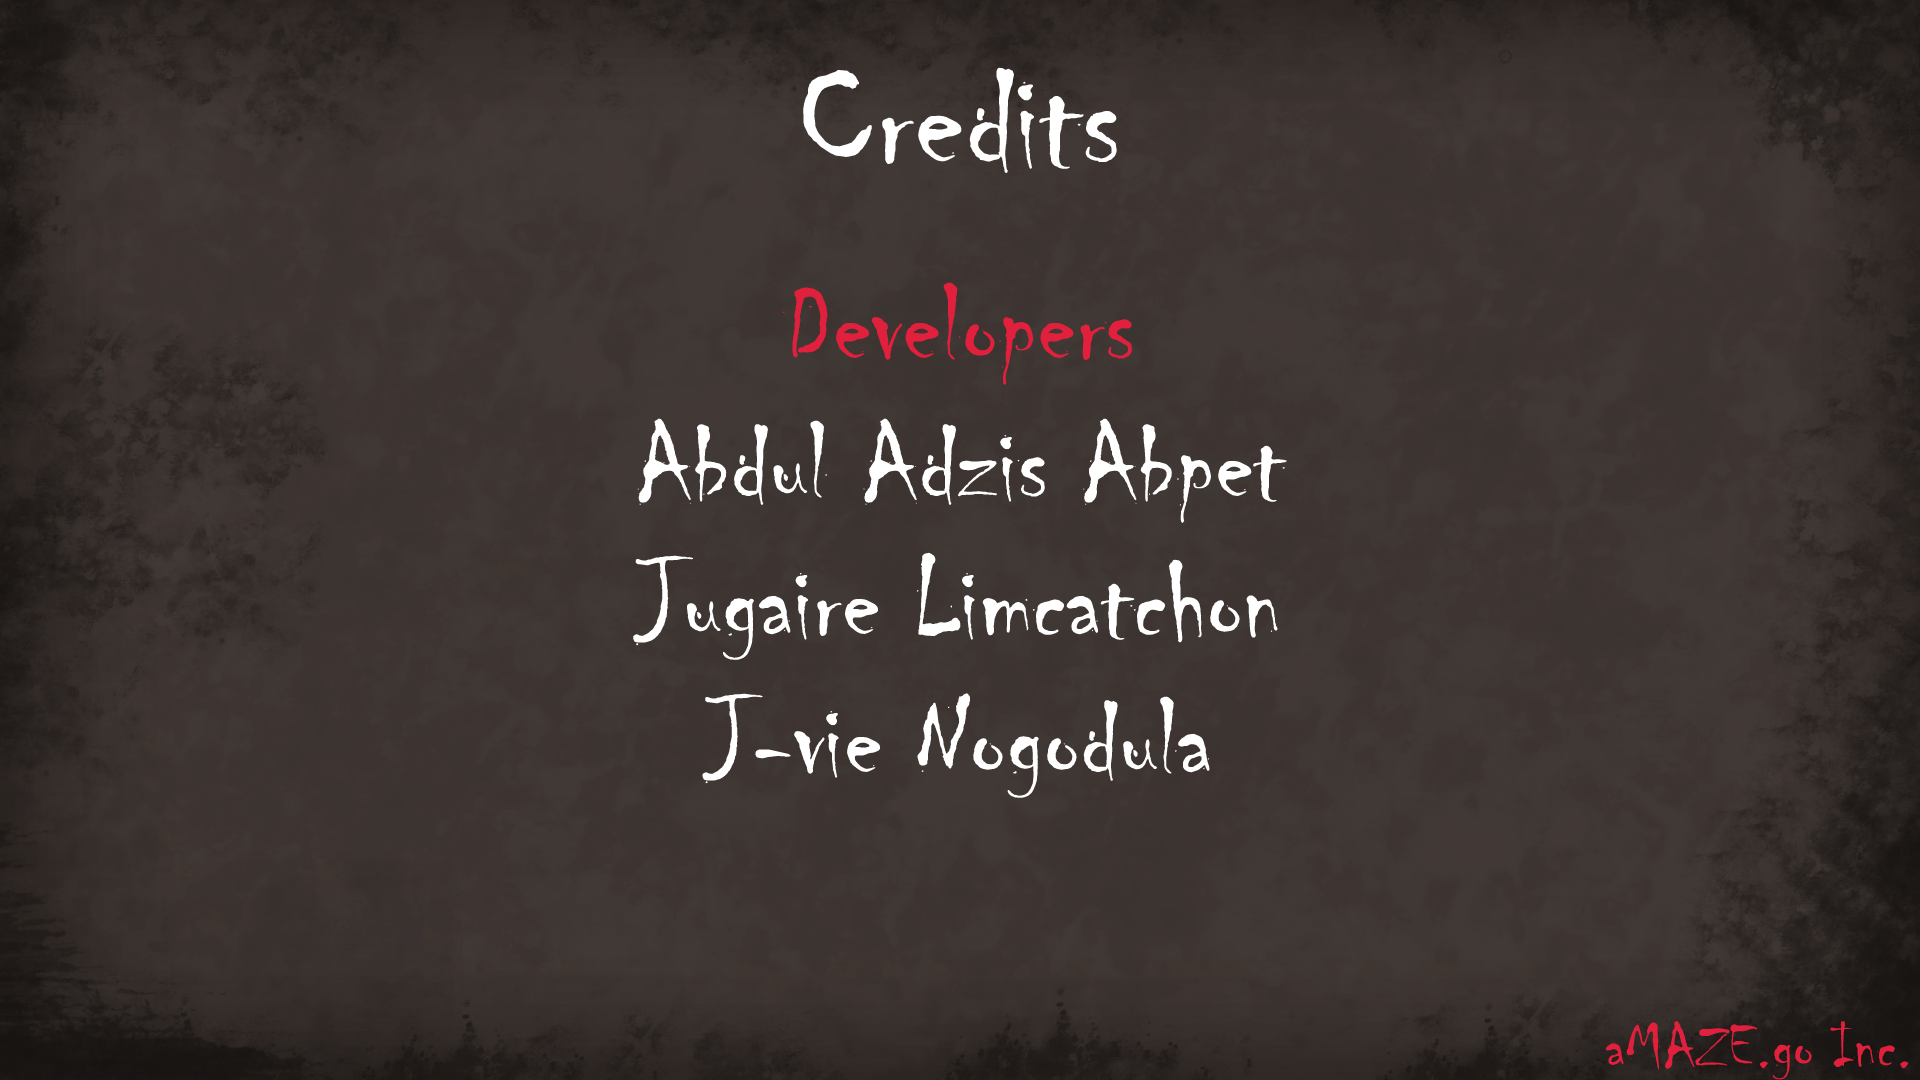 Credits
Developers
Abdul Adzis Abpet
Jugaire Limcatchon
J-vie Nogodula
aMAZE.go Inc.